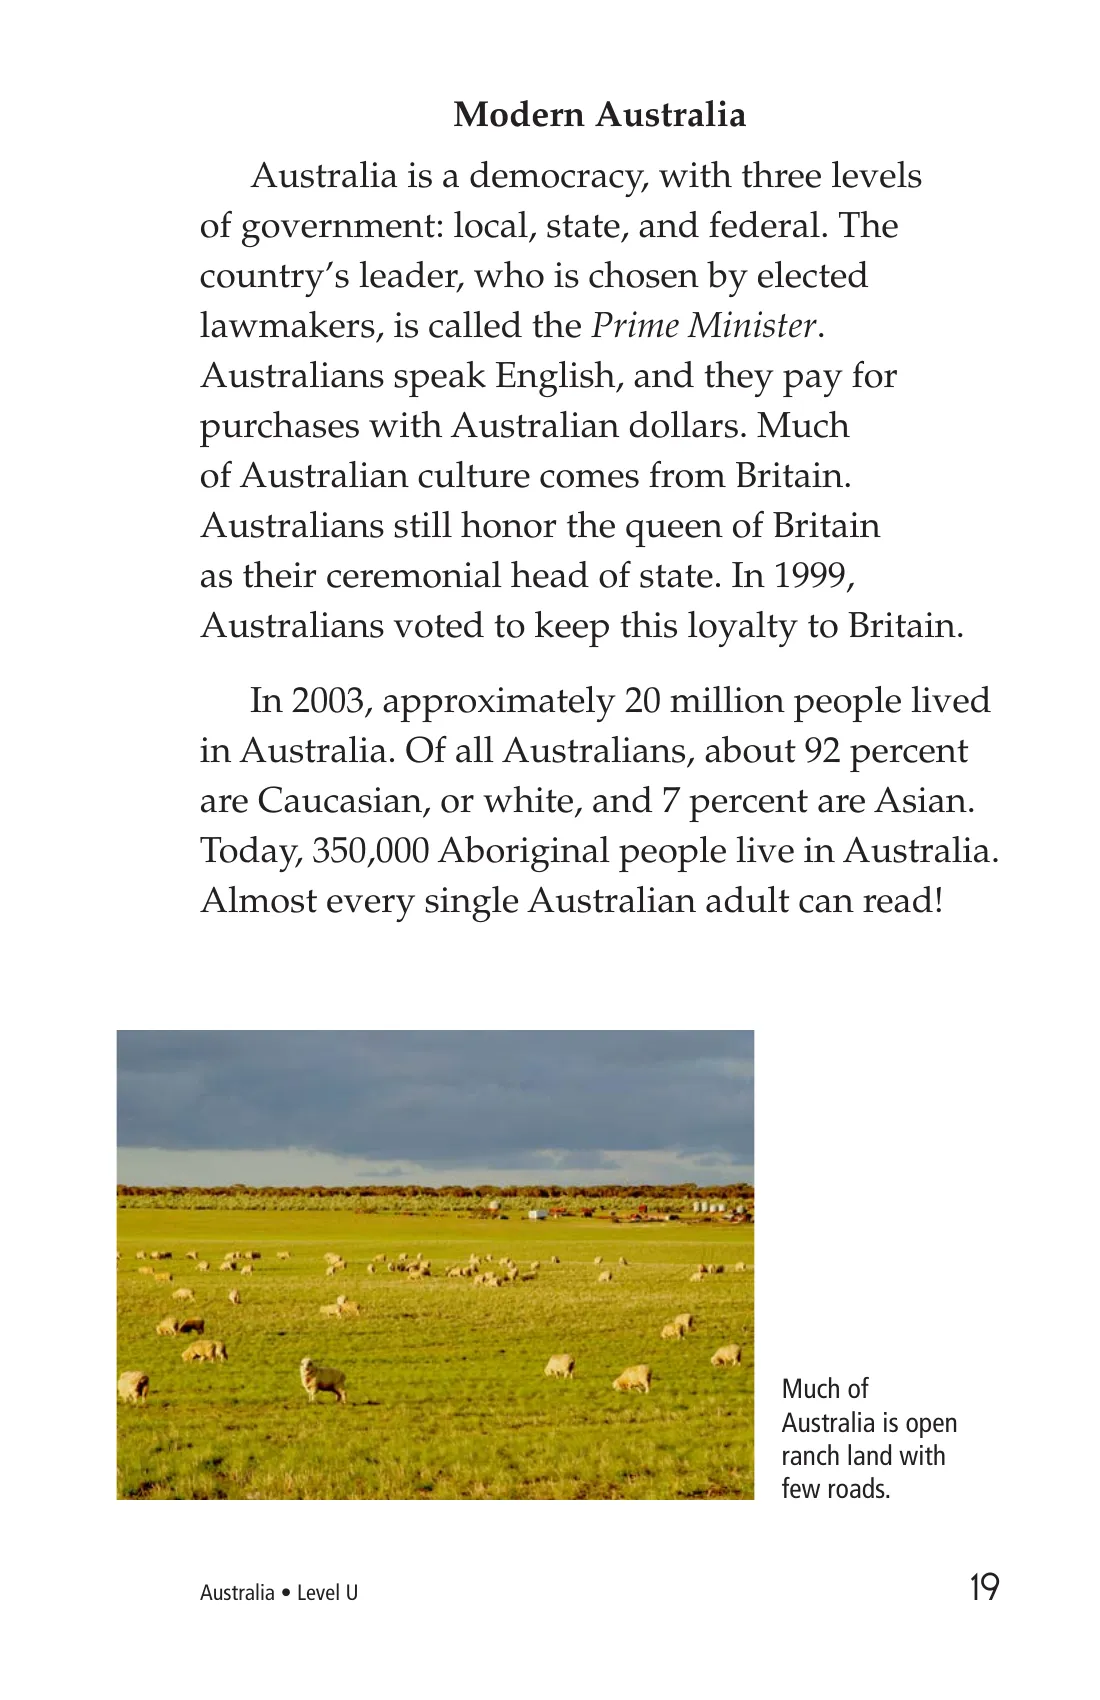 Modern Australia
Australia is a democracy, with three levels
of government: local, state, and federal. The
country’s leader, who is chosen by elected
lawmakers, is called the Prime Minister.
Australians speak English, and they pay for
purchases with Australian dollars. Much
of Australian culture comes from Britain.
Australians still honor the queen of Britain
as their ceremonial head of state. In 1999,
Australians voted to keep this loyalty to Britain.
In 2003, approximately 20 million people lived
in Australia. Of all Australians, about 92 percent
are Caucasian, or white, and 7 percent are Asian.
Today, 350,000 Aboriginal people live in Australia.
Almost every single Australian adult can read!
Much of
Australia is open
ranch land with
few roads.
Australia • Level U
19